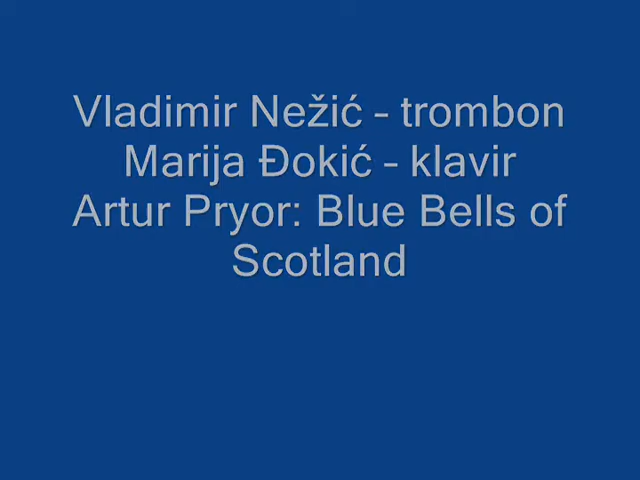 Vladimir Nežić – trombon
Marija Đokić – klavir
Artur Pryor: Blue Bells of
Scotland